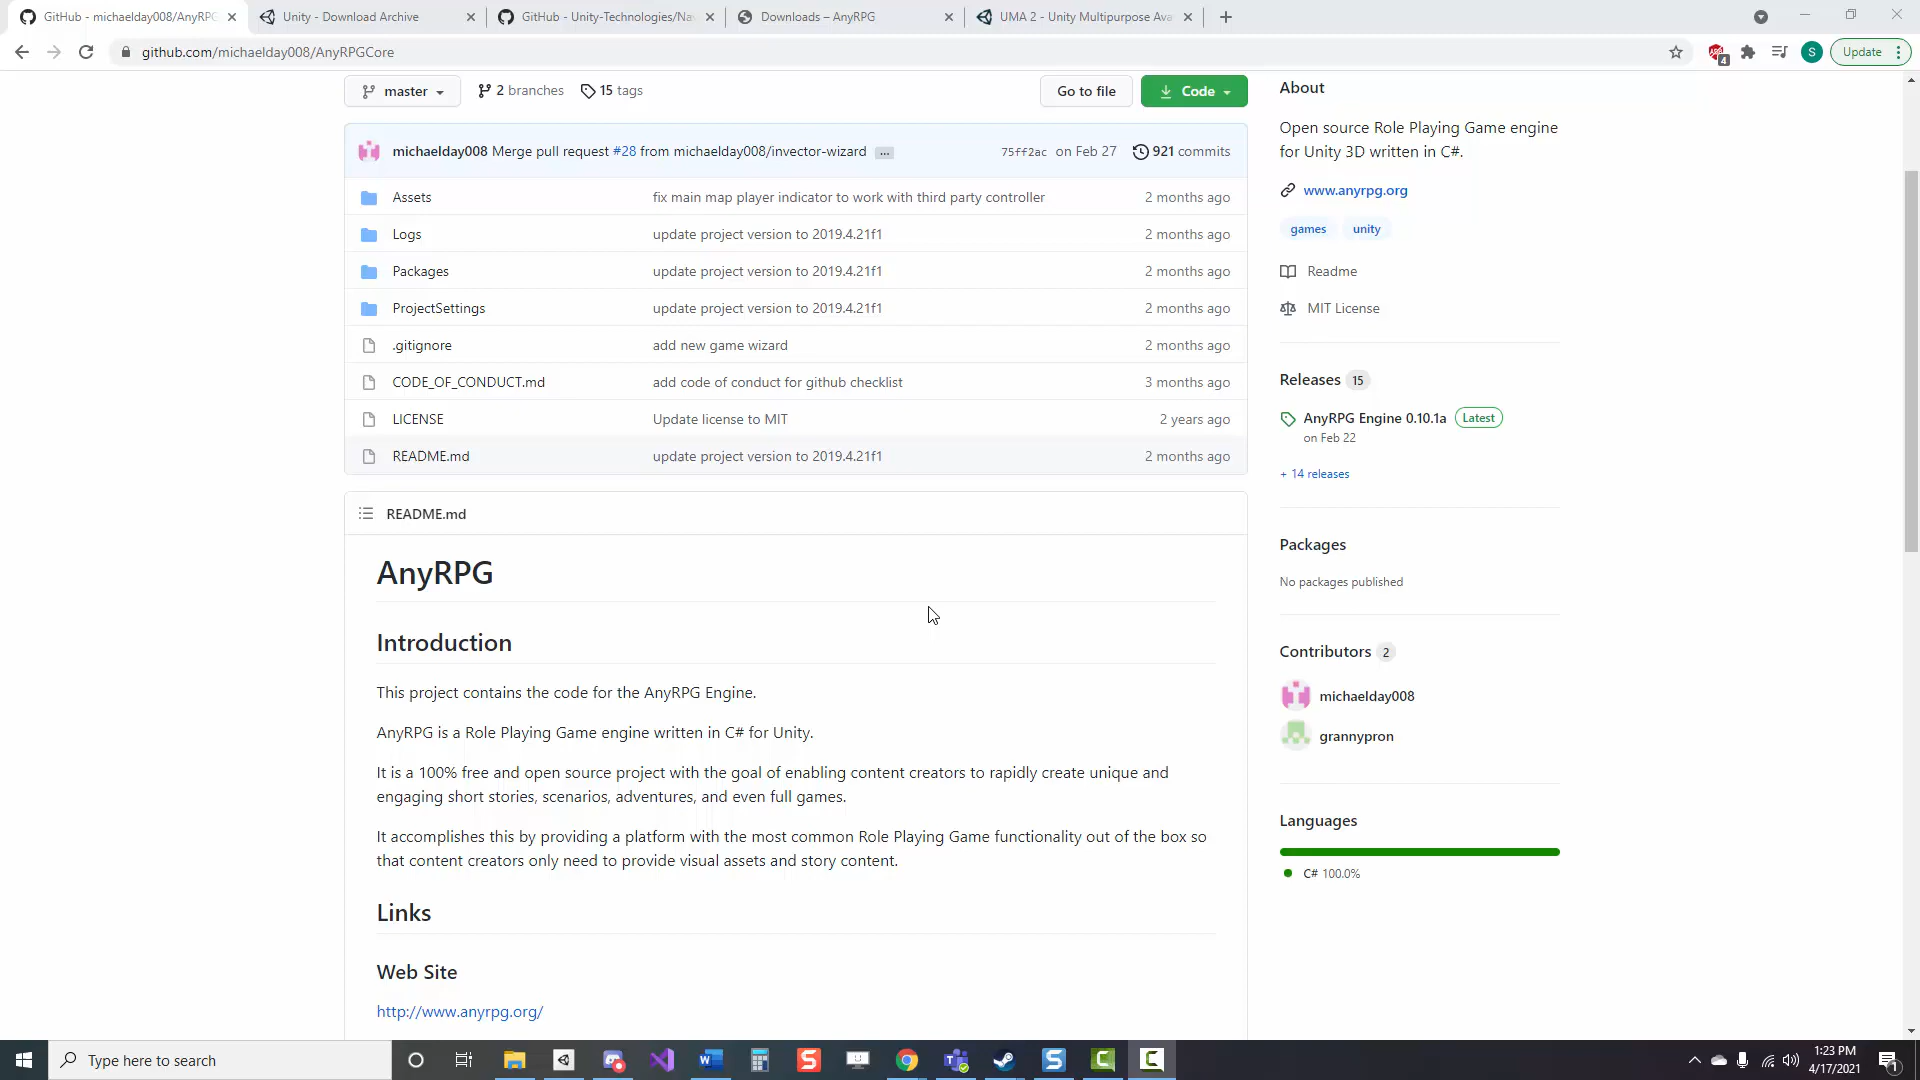 GitHub - michaelday008/AnyRPG
Unity - Download Archive
GitHub - Unity-Technologies/Nav
Downloads – AnyRPG
UMA 2 - Unity Multipurpose Ava
github.com/michaelday008/AnyRPGCore
4
S
Update
master
2 branches
15 tags
Go to file
Code
michaelday008 Merge pull request #28 from michaelday008/invector-wizard ...
75ff2ac on Feb 27
921 commits
Assets
fix main map player indicator to work with third party controller
2 months ago
Logs
update project version to 2019.4.21f1
2 months ago
Packages
update project version to 2019.4.21f1
2 months ago
ProjectSettings
update project version to 2019.4.21f1
2 months ago
.gitignore
add new game wizard
2 months ago
CODE_OF_CONDUCT.md
add code of conduct for github checklist
3 months ago
LICENSE
Update license to MIT
2 years ago
README.md
update project version to 2019.4.21f1
2 months ago
README.md
AnyRPG
Introduction
This project contains the code for the AnyRPG Engine.
AnyRPG is a Role Playing Game engine written in C# for Unity.
It is a 100% free and open source project with the goal of enabling content creators to rapidly create unique and
engaging short stories, scenarios, adventures, and even full games.
It accomplishes this by providing a platform with the most common Role Playing Game functionality out of the box so
that content creators only need to provide visual assets and story content.
Links
Web Site
http://www.anyrpg.org/
About
Open source Role Playing Game engine
for Unity 3D written in C#.
www.anyrpg.org
games
unity
Readme
MIT License
Releases 15
AnyRPG Engine 0.10.1a
Latest
on Feb 22
+ 14 releases
Packages
No packages published
Contributors 2
michaelday008
grannypron
Languages
C# 100.0%
Type here to search
1:23 PM
4/17/2021
1